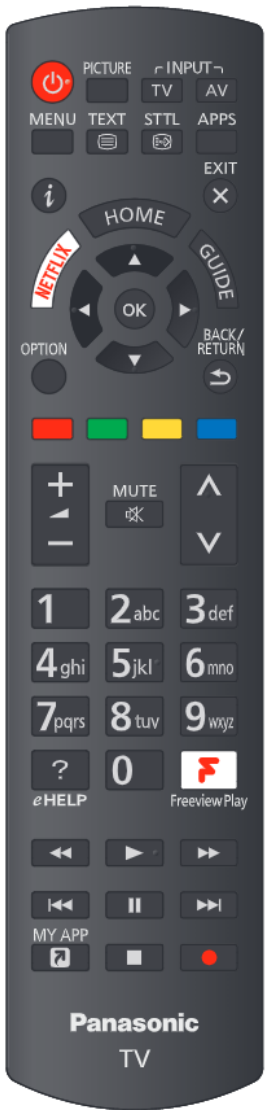 PICTURE INPUT
TV AV
MENU TEXT STTL APPS
EXIT
i
HOME
NETFLIX
GUIDE
OK
OPTION
BACK/
RETURN
+
MUTE
−
1 2abc 3def
4ghi 5jkl 6mno
7pqrs 8tuv 9wxyz
? 0 F
eHELP Freeview Play
MY APP
Panasonic
TV